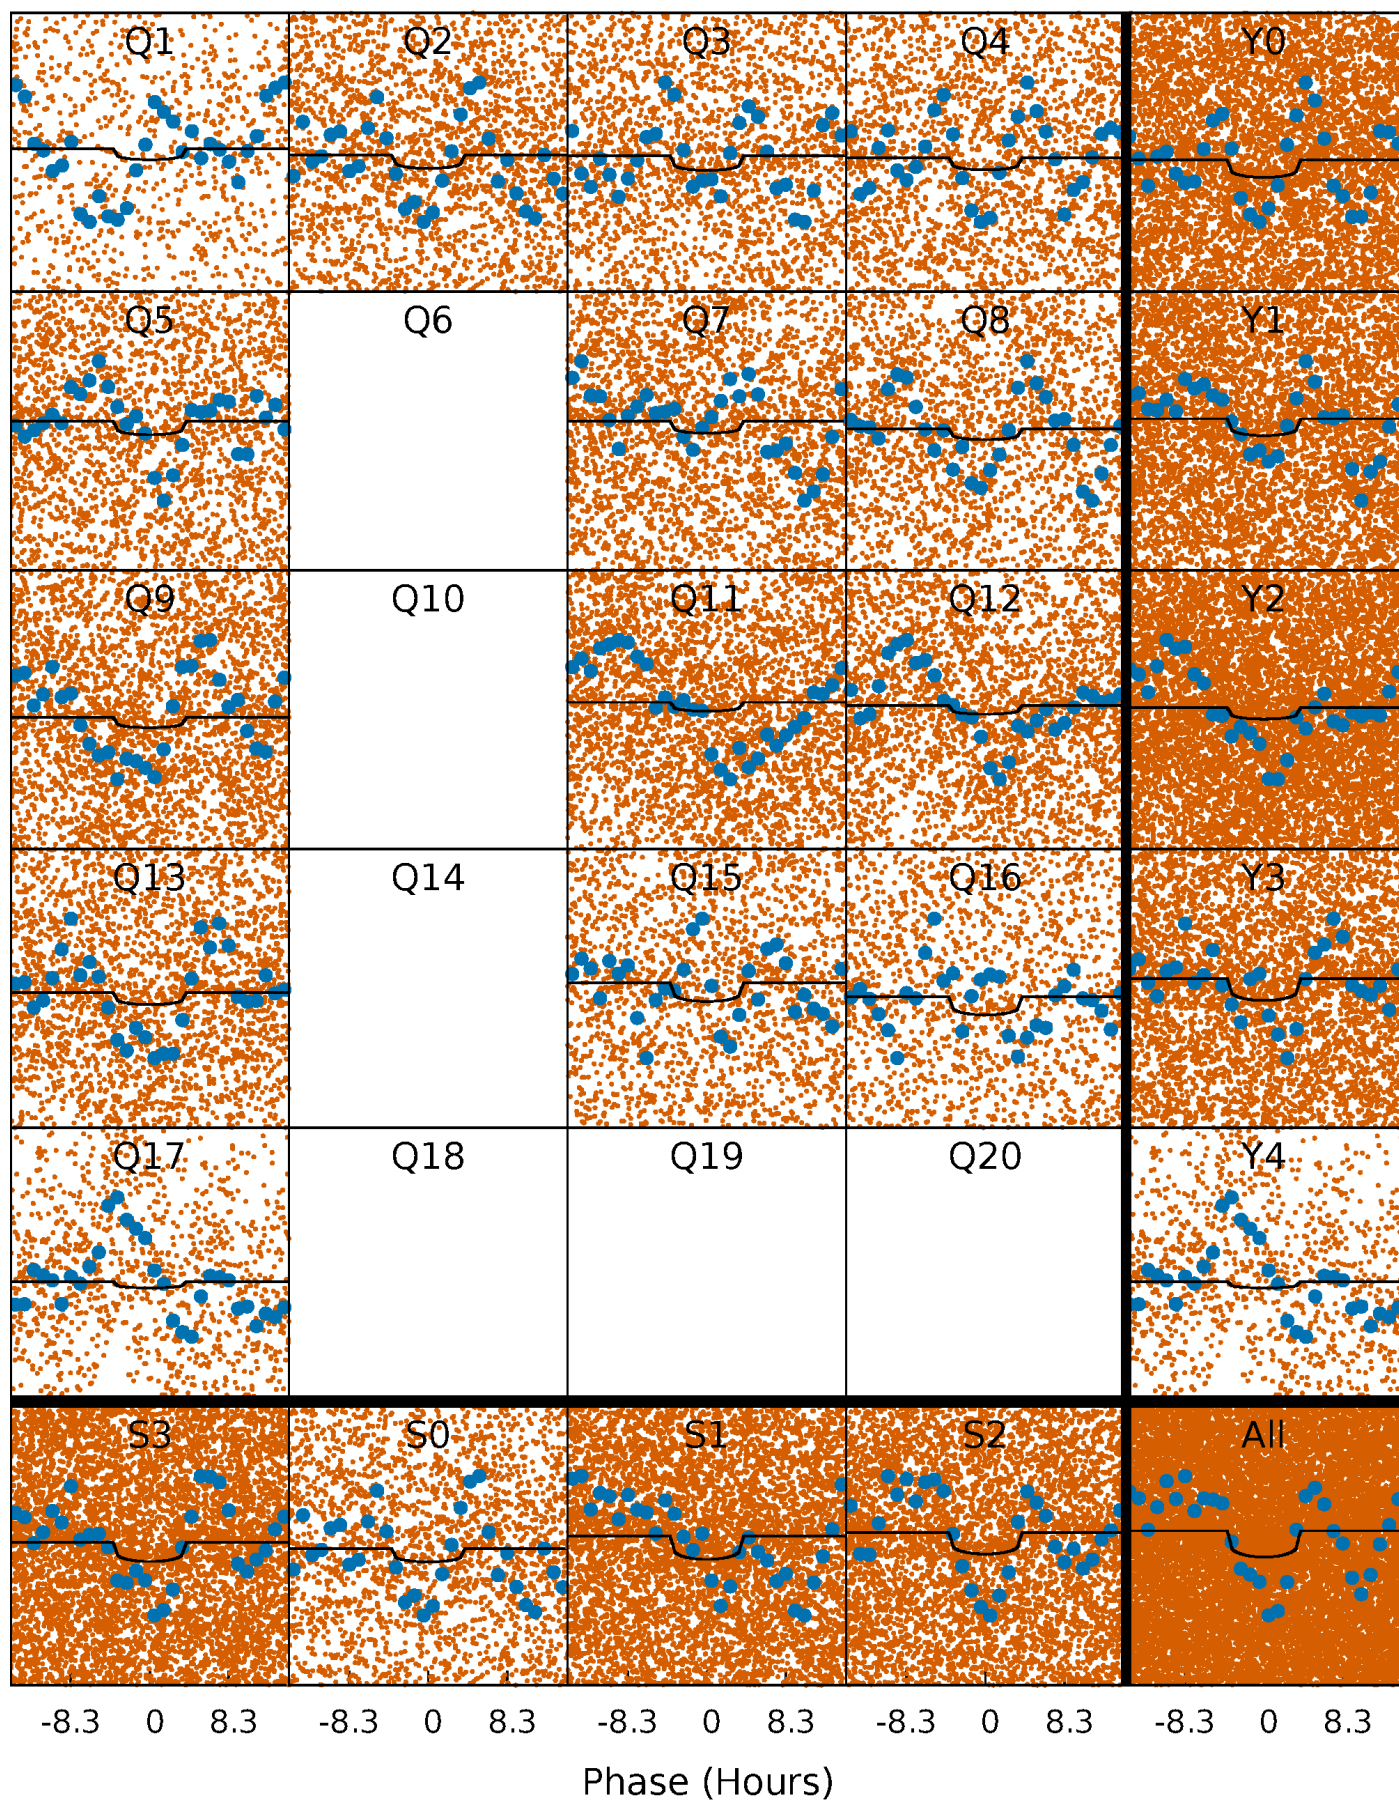 Q1 Q2 Q3 Q4 Y0
Q5 Q6 Q7 Q8 Y1
Q9 Q10 Q11 Q12 Y2
Q13 Q14 Q15 Q16 Y3
Q17 Q18 Q19 Q20 Y4
S3 S0 S1 S2 All
-8.3 0 8.3 -8.3 0 8.3 -8.3 0 8.3 -8.3 0 8.3 -8.3 0 8.3
Phase (Hours)